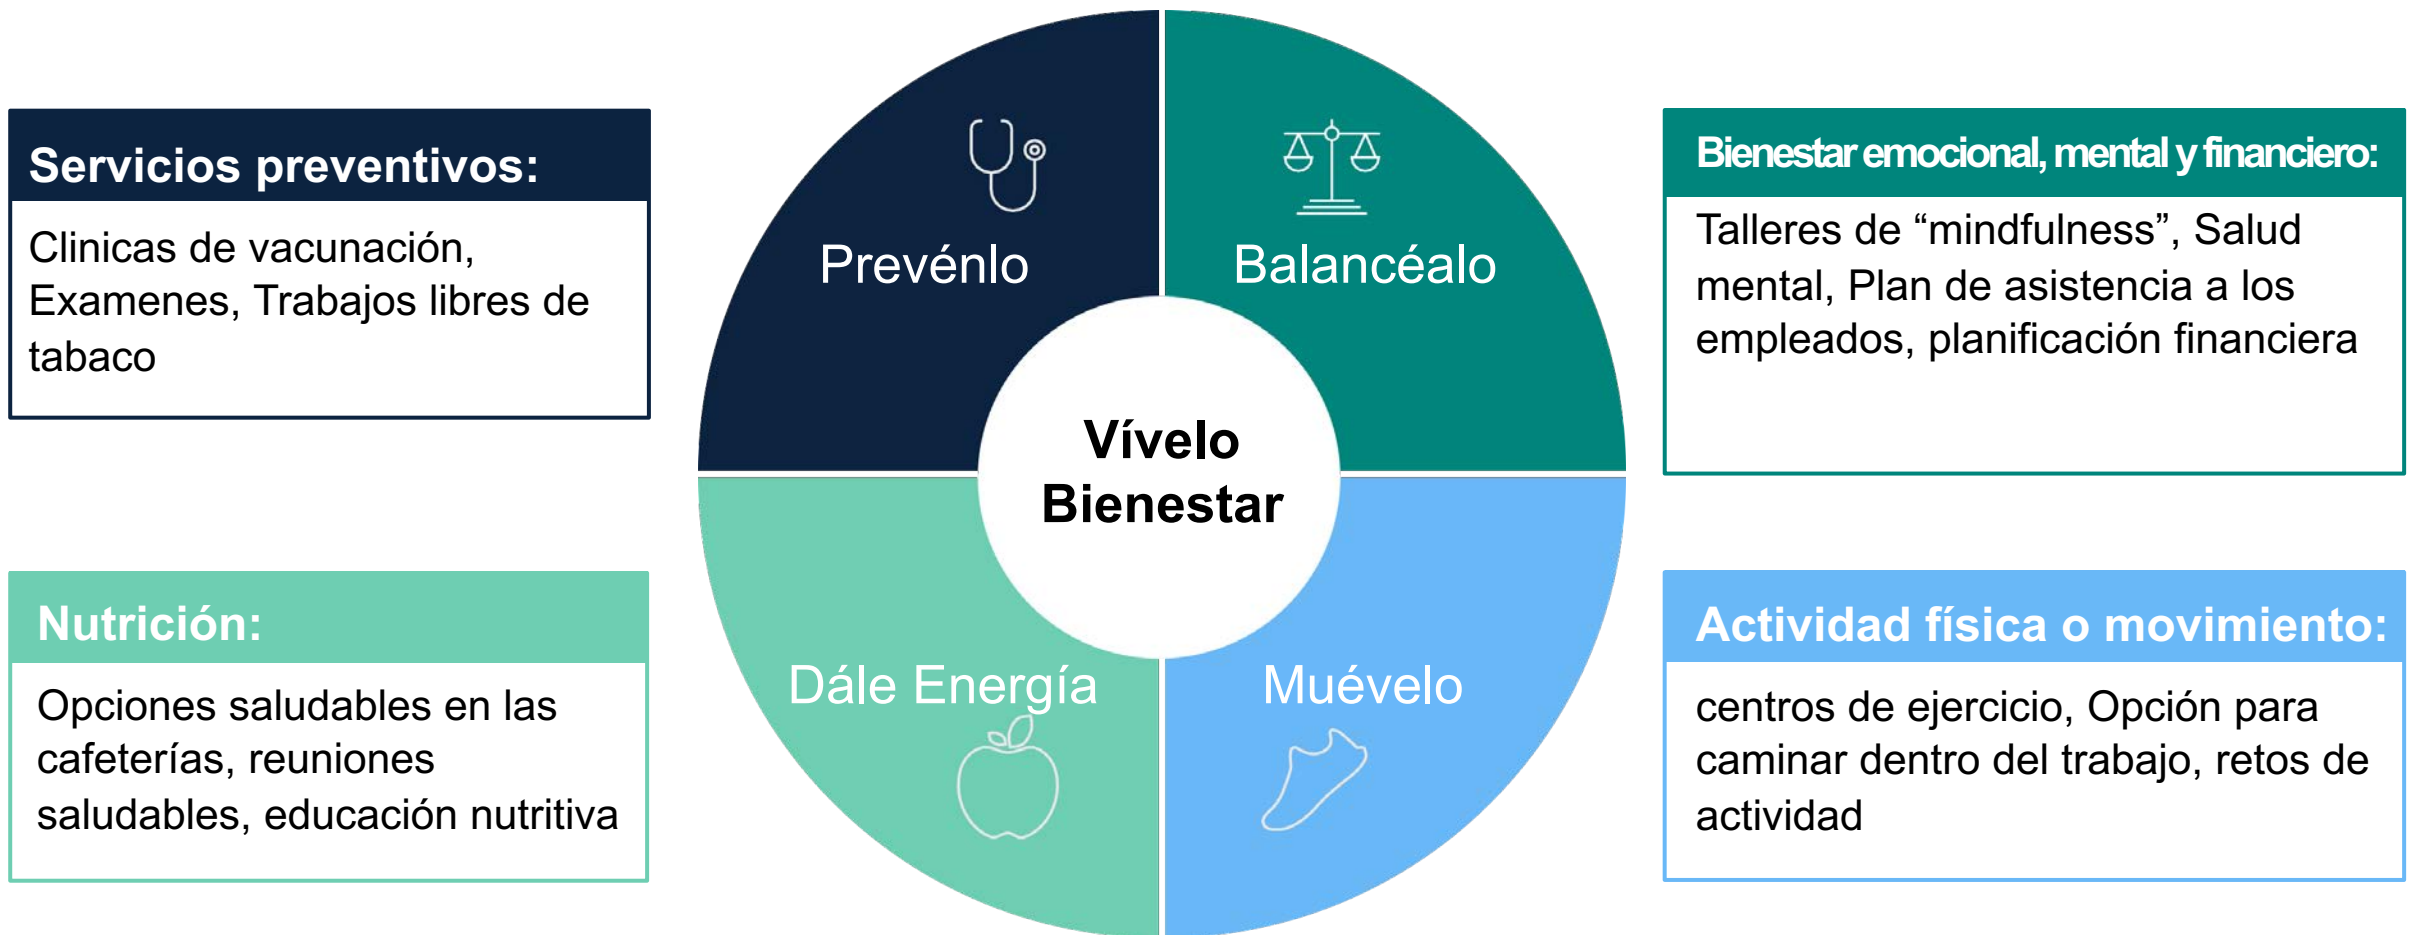 Servicios preventivos:
Clinicas de vacunación,
Examenes, Trabajos libres de
tabaco
Prevénlo
Balancéalo
Bienestar emocional, mental y financiero:
Talleres de “mindfulness”, Salud
mental, Plan de asistencia a los
empleados, planificación financiera
Vívelo
Bienestar
Nutrición:
Opciones saludables en las
cafeterías, reuniones
saludables, educación nutritiva
Dále Energía
Muévelo
Actividad física o movimiento:
centros de ejercicio, Opción para
caminar dentro del trabajo, retos de
actividad